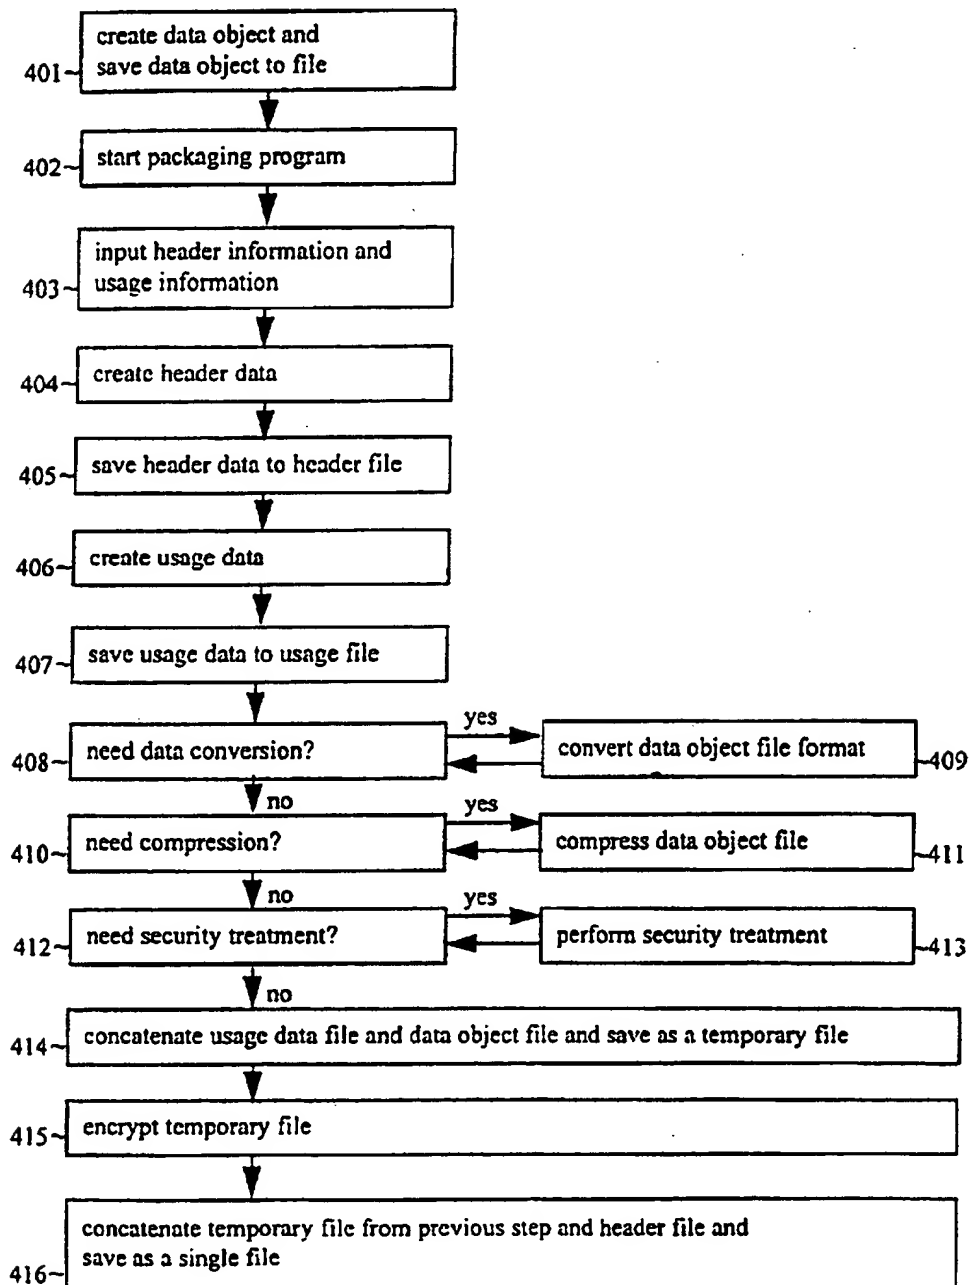 create data object and
save data object to file
401~
start packaging program
402~
input header information and
usage information
403~
create header data
404~
save header data to header file
405~
create usage data
406~
save usage data to usage file
407~
yes
need data conversion?
convert data object file format
408~
~409
no
yes
need compression?
compress data object file
410~
~411
no
yes
need security treatment?
perform security treatment
412~
~413
no
concatenate usage data file and data object file and save as a temporary file
414~
encrypt temporary file
415~
concatenate temporary file from previous step and header file and
save as a single file
416~